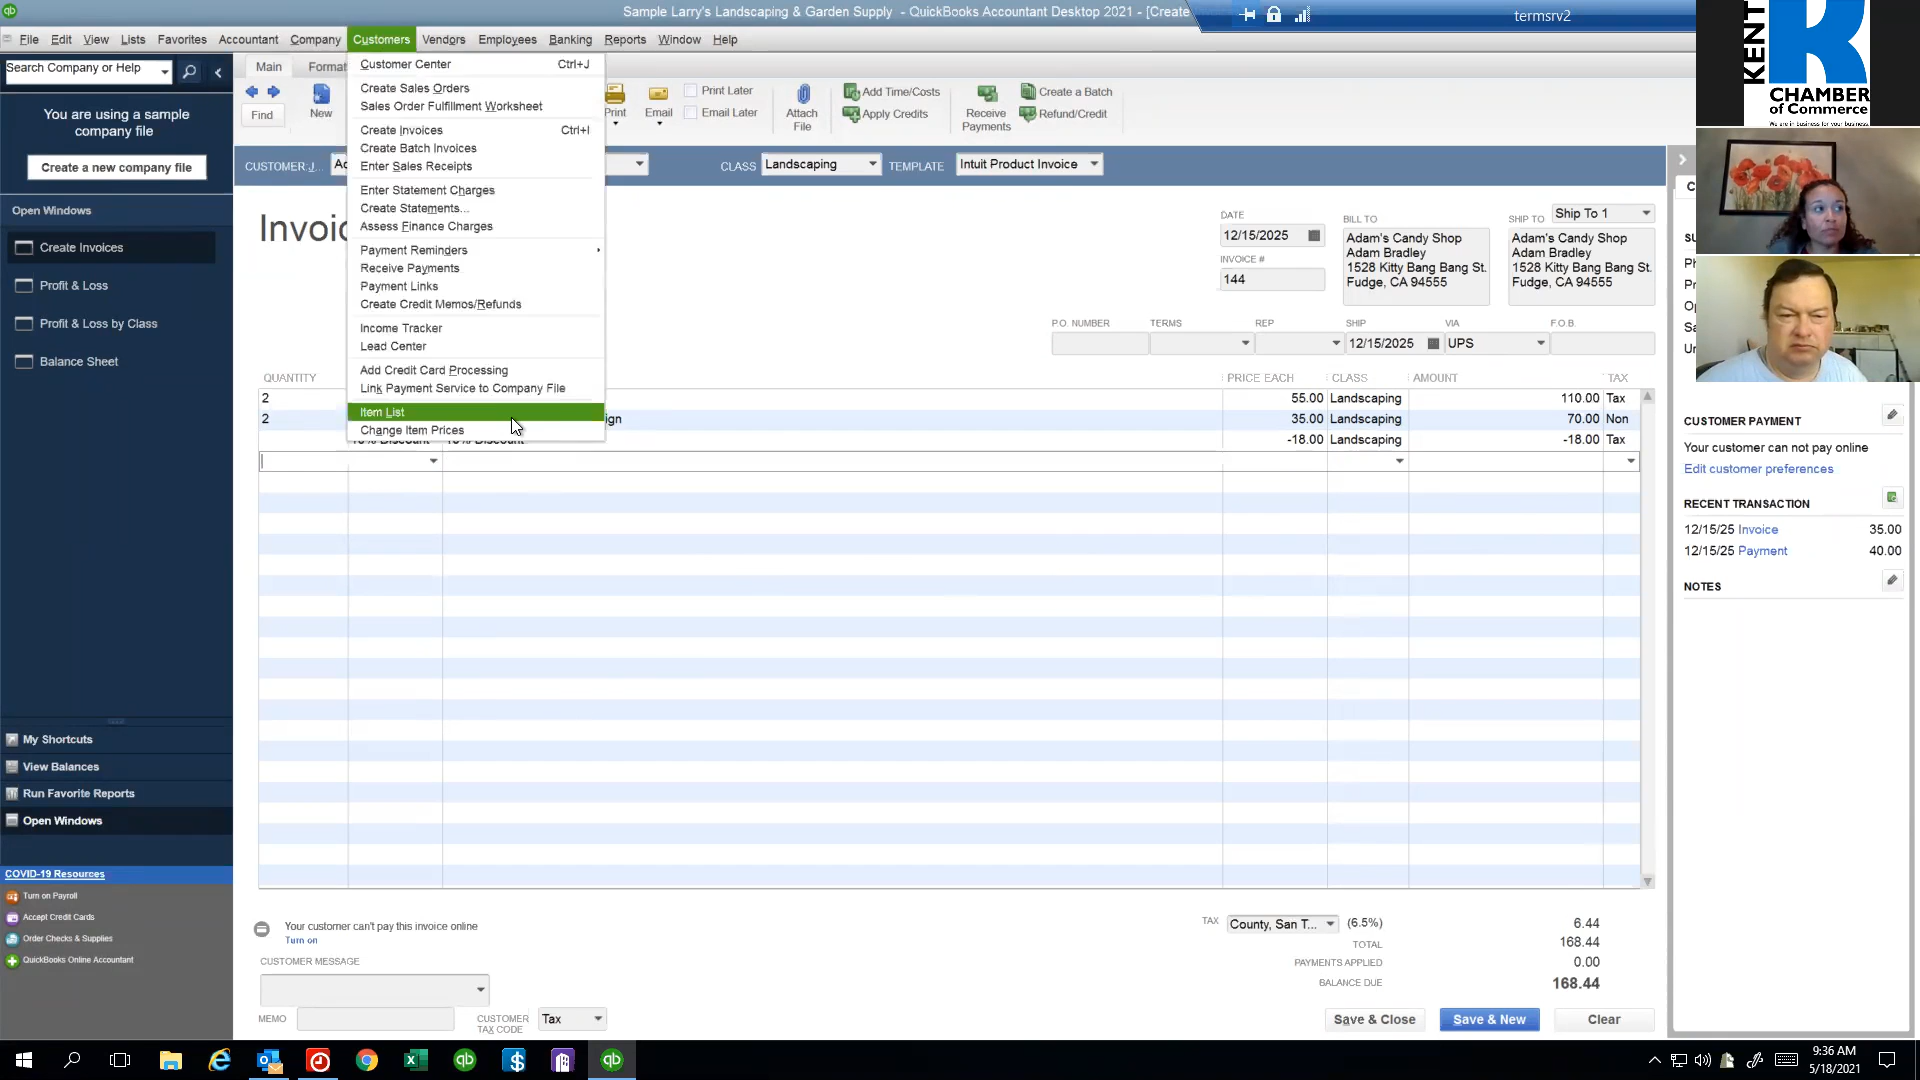 Sample Larry's Landscaping & Garden Supply - QuickBooks Accountant Desktop 2021 - [Create
termsrv2
File Edit View Lists Favorites Accountant Company Customers Vendors Employees Banking Reports Window Help
Search Company or Help
Main
Format
Find
New
Print
Email
Print Later
Email Later
Attach File
Add Time/Costs
Apply Credits
Receive Payments
Create a Batch
Refund/Credit
Customer Center Ctrl+J
Create Sales Orders
Sales Order Fulfillment Worksheet
Create Invoices Ctrl+I
Create Batch Invoices
Enter Sales Receipts
Enter Statement Charges
Create Statements...
Assess Finance Charges
Payment Reminders
Receive Payments
Payment Links
Create Credit Memos/Refunds
Income Tracker
Lead Center
Add Credit Card Processing
Link Payment Service to Company File
Item List
Change Item Prices
You are using a sample
company file
Create a new company file
Open Windows
Create Invoices
Profit & Loss
Profit & Loss by Class
Balance Sheet
My Shortcuts
View Balances
Run Favorite Reports
Open Windows
COVID-19 Resources
Turn on Payroll
Accept Credit Cards
Order Checks & Supplies
QuickBooks Online Accountant
CUSTOMER:J...
CLASS Landscaping
TEMPLATE Intuit Product Invoice
DATE
12/15/2025
INVOICE #
144
BILL TO
Adam's Candy Shop
Adam Bradley
1528 Kitty Bang Bang St.
Fudge, CA 94555
SHIP TO Ship To 1
Adam's Candy Shop
Adam Bradley
1528 Kitty Bang Bang St.
Fudge, CA 94555
P.O. NUMBER TERMS REP SHIP VIA F.O.B.
12/15/2025 UPS
QUANTITY PRICE EACH CLASS AMOUNT TAX
2 55.00 Landscaping 110.00 Tax
2 35.00 Landscaping 70.00 Non
10% Discount 10% Discount -18.00 Landscaping -18.00 Tax
Your customer can't pay this invoice online
Turn on
CUSTOMER MESSAGE
MEMO
CUSTOMER
TAX CODE
Tax
TAX County, San T... (6.5%) 6.44
TOTAL 168.44
PAYMENTS APPLIED 0.00
BALANCE DUE 168.44
Save & Close
Save & New
Clear
KENT
CHAMBER
of Commerce
We are in business for your business.
CUSTOMER PAYMENT
Your customer can not pay online
Edit customer preferences
RECENT TRANSACTION
12/15/25 Invoice 35.00
12/15/25 Payment 40.00
NOTES
9:36 AM
5/18/2021